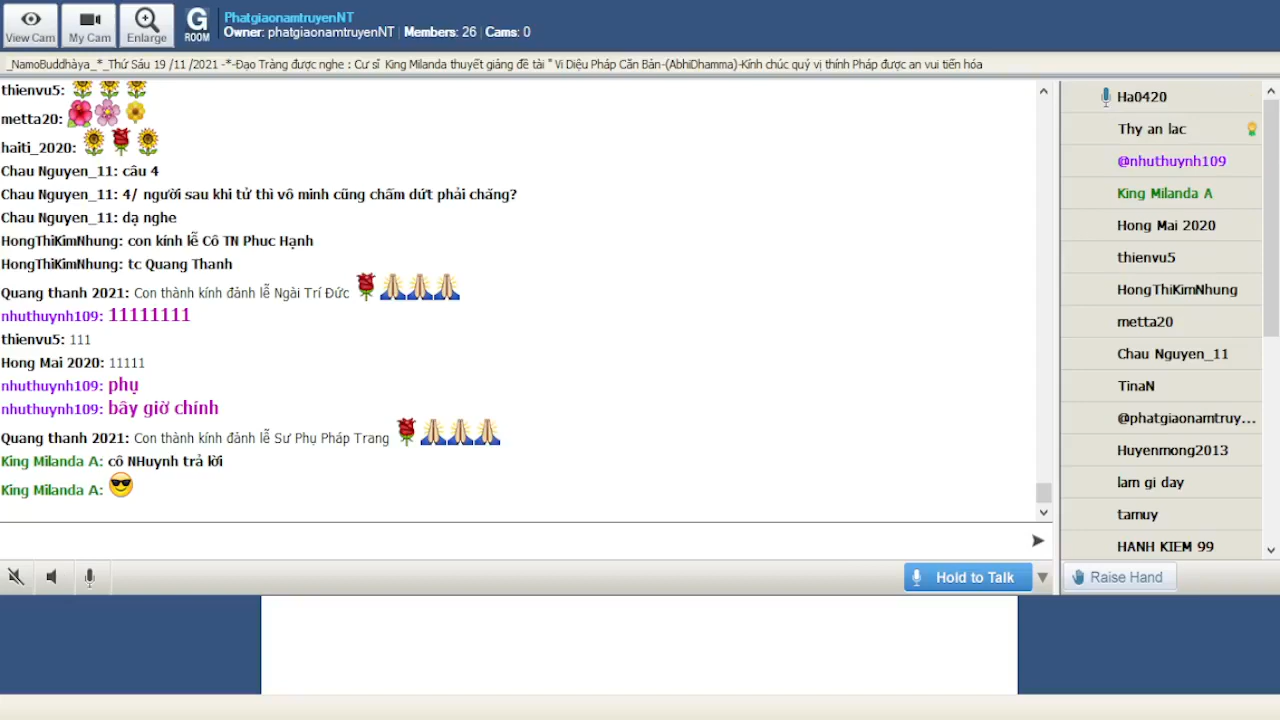 View Cam
My Cam
Enlarge
G
ROOM
PhatgiaonamtruyenNT
Owner: phatgiaonamtruyenNT | Members: 26 | Cams: 0
_NamoBuddhàya_*_Thứ Sáu 19 /11 /2021 -*-Đạo Tràng được nghe : Cư sĩ King Milanda thuyết giảng đề tài " Vi Diệu Pháp Căn Bản-(AbhiDhamma)-Kính chúc quý vị thính Pháp được an vui tiến hóa
thienvu5:
metta20:
haiti_2020:
Chau Nguyen_11: câu 4
Chau Nguyen_11: 4/ người sau khi tử thì vô minh cũng chấm dứt phải chăng?
Chau Nguyen_11: dạ nghe
HongThiKimNhung: con kính lễ Cô TN Phuc Hạnh
HongThiKimNhung: tc Quang Thanh
Quang thanh 2021: Con thành kính đảnh lễ Ngài Trí Đức
nhuthuynh109: 11111111
thienvu5: 111
Hong Mai 2020: 11111
nhuthuynh109: phụ
nhuthuynh109: bây giờ chính
Quang thanh 2021: Con thành kính đảnh lễ Sư Phụ Pháp Trang
King Milanda A: cô NHuynh trả lời
King Milanda A:
Hold to Talk
Ha0420
Thy an lac
@nhuthuynh109
King Milanda A
Hong Mai 2020
thienvu5
HongThiKimNhung
metta20
Chau Nguyen_11
TinaN
@phatgiaonamtruy...
Huyenmong2013
lam gi day
tamuy
HANH KIEM 99
Raise Hand